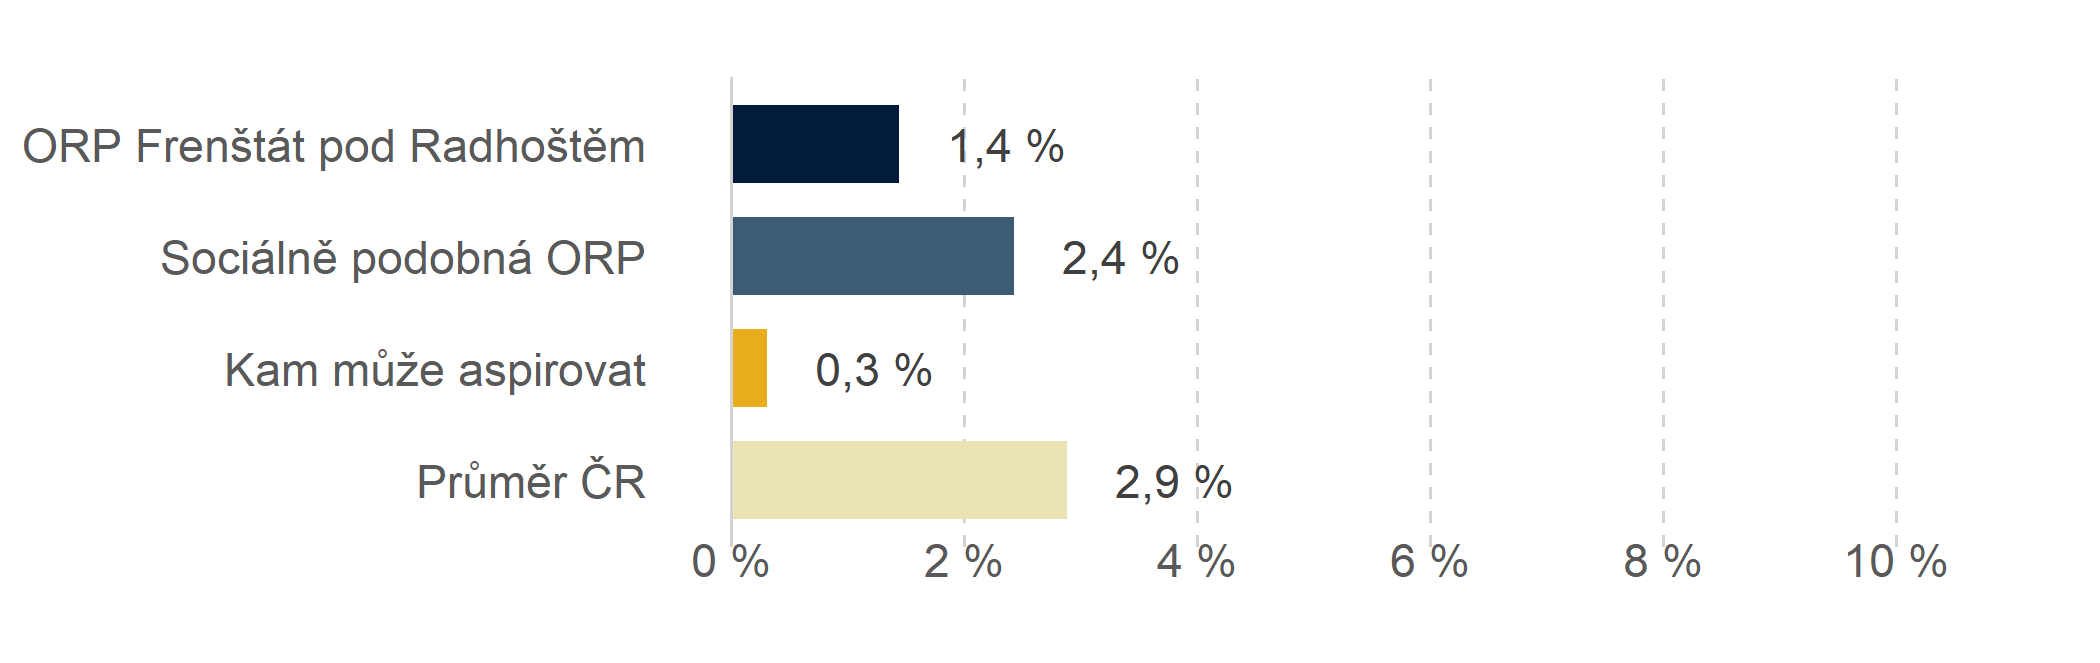 ORP Frenštát pod Radhoštěm
1,4 %
Sociálně podobná ORP
2,4 %
Kam může aspirovat
0,3 %
Průměr ČR
2,9 %
0 % 2 % 4 % 6 % 8 % 10 %